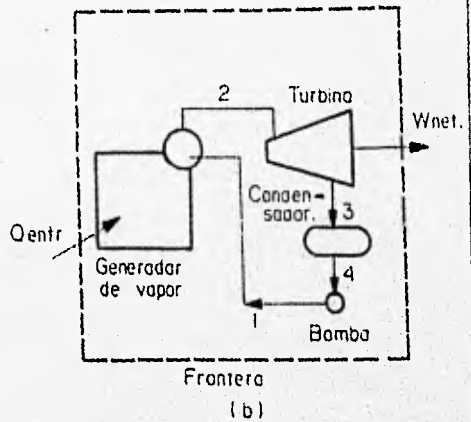 2
Turbina
Wnet.
Conden-
sador.
3
Qentr
4
Generador
de vapor
1
Bomba
Frontera
(b)